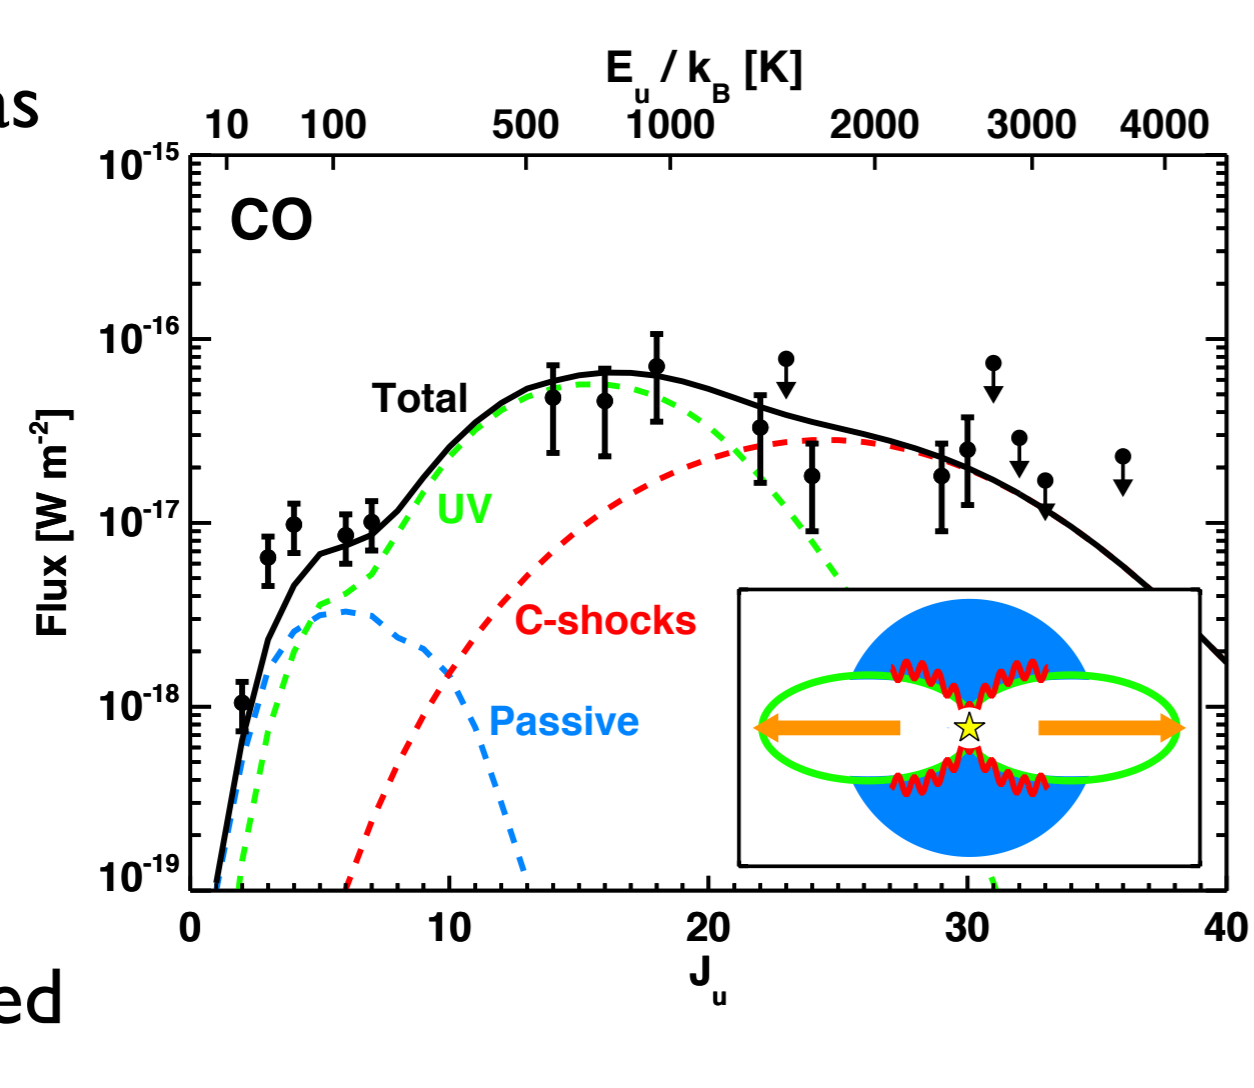 as
E_u / k_B [K]
10 100 500 1000 2000 3000 4000
10^-15
CO
10^-16
Total
Flux [W m^-2]
UV
10^-17
C-shocks
10^-18
Passive
10^-19
0 10 20 30 40
J_u
ed